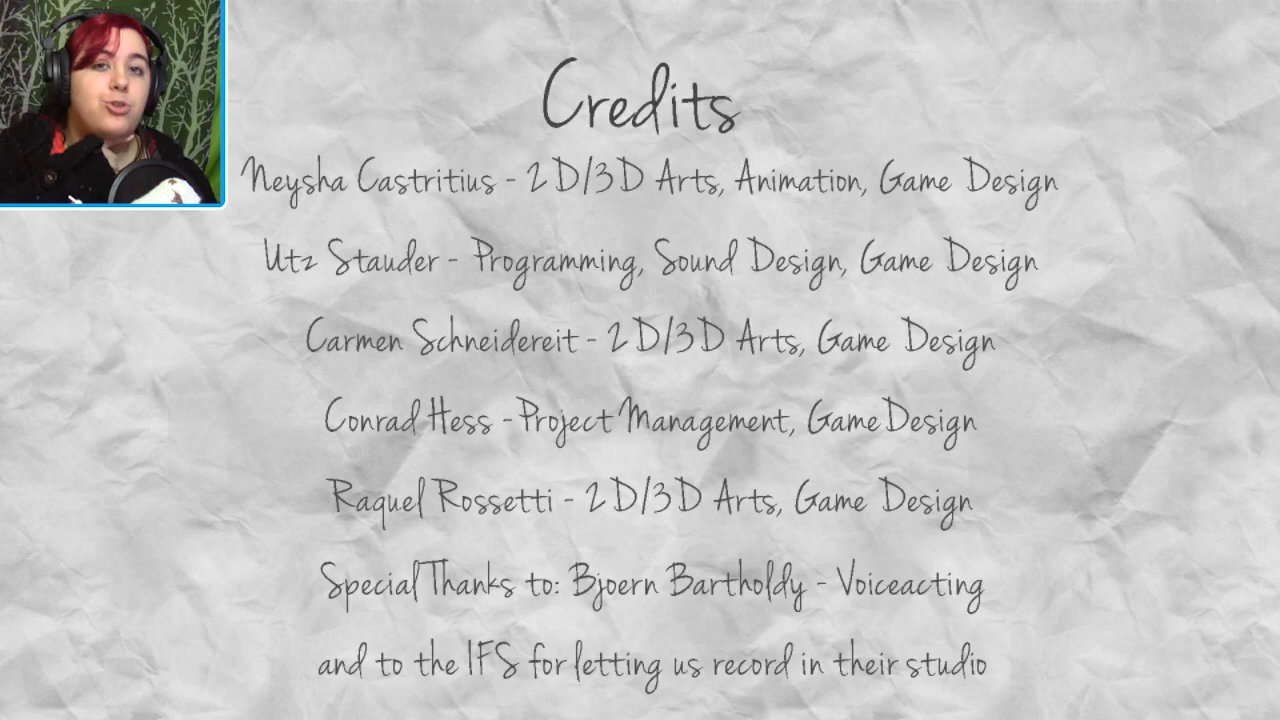 Credits
Neysha Castritius - 2D/3D Arts, Animation, Game Design
Utz Stauder - Programming, Sound Design, Game Design
Carmen Schneidereit - 2D/3D Arts, Game Design
Conrad Hess - Project Management, Game Design
Raquel Rossetti - 2D/3D Arts, Game Design
Special Thanks to: Bjoern Bartholdy - Voiceacting
and to the IFS for letting us record in their studio